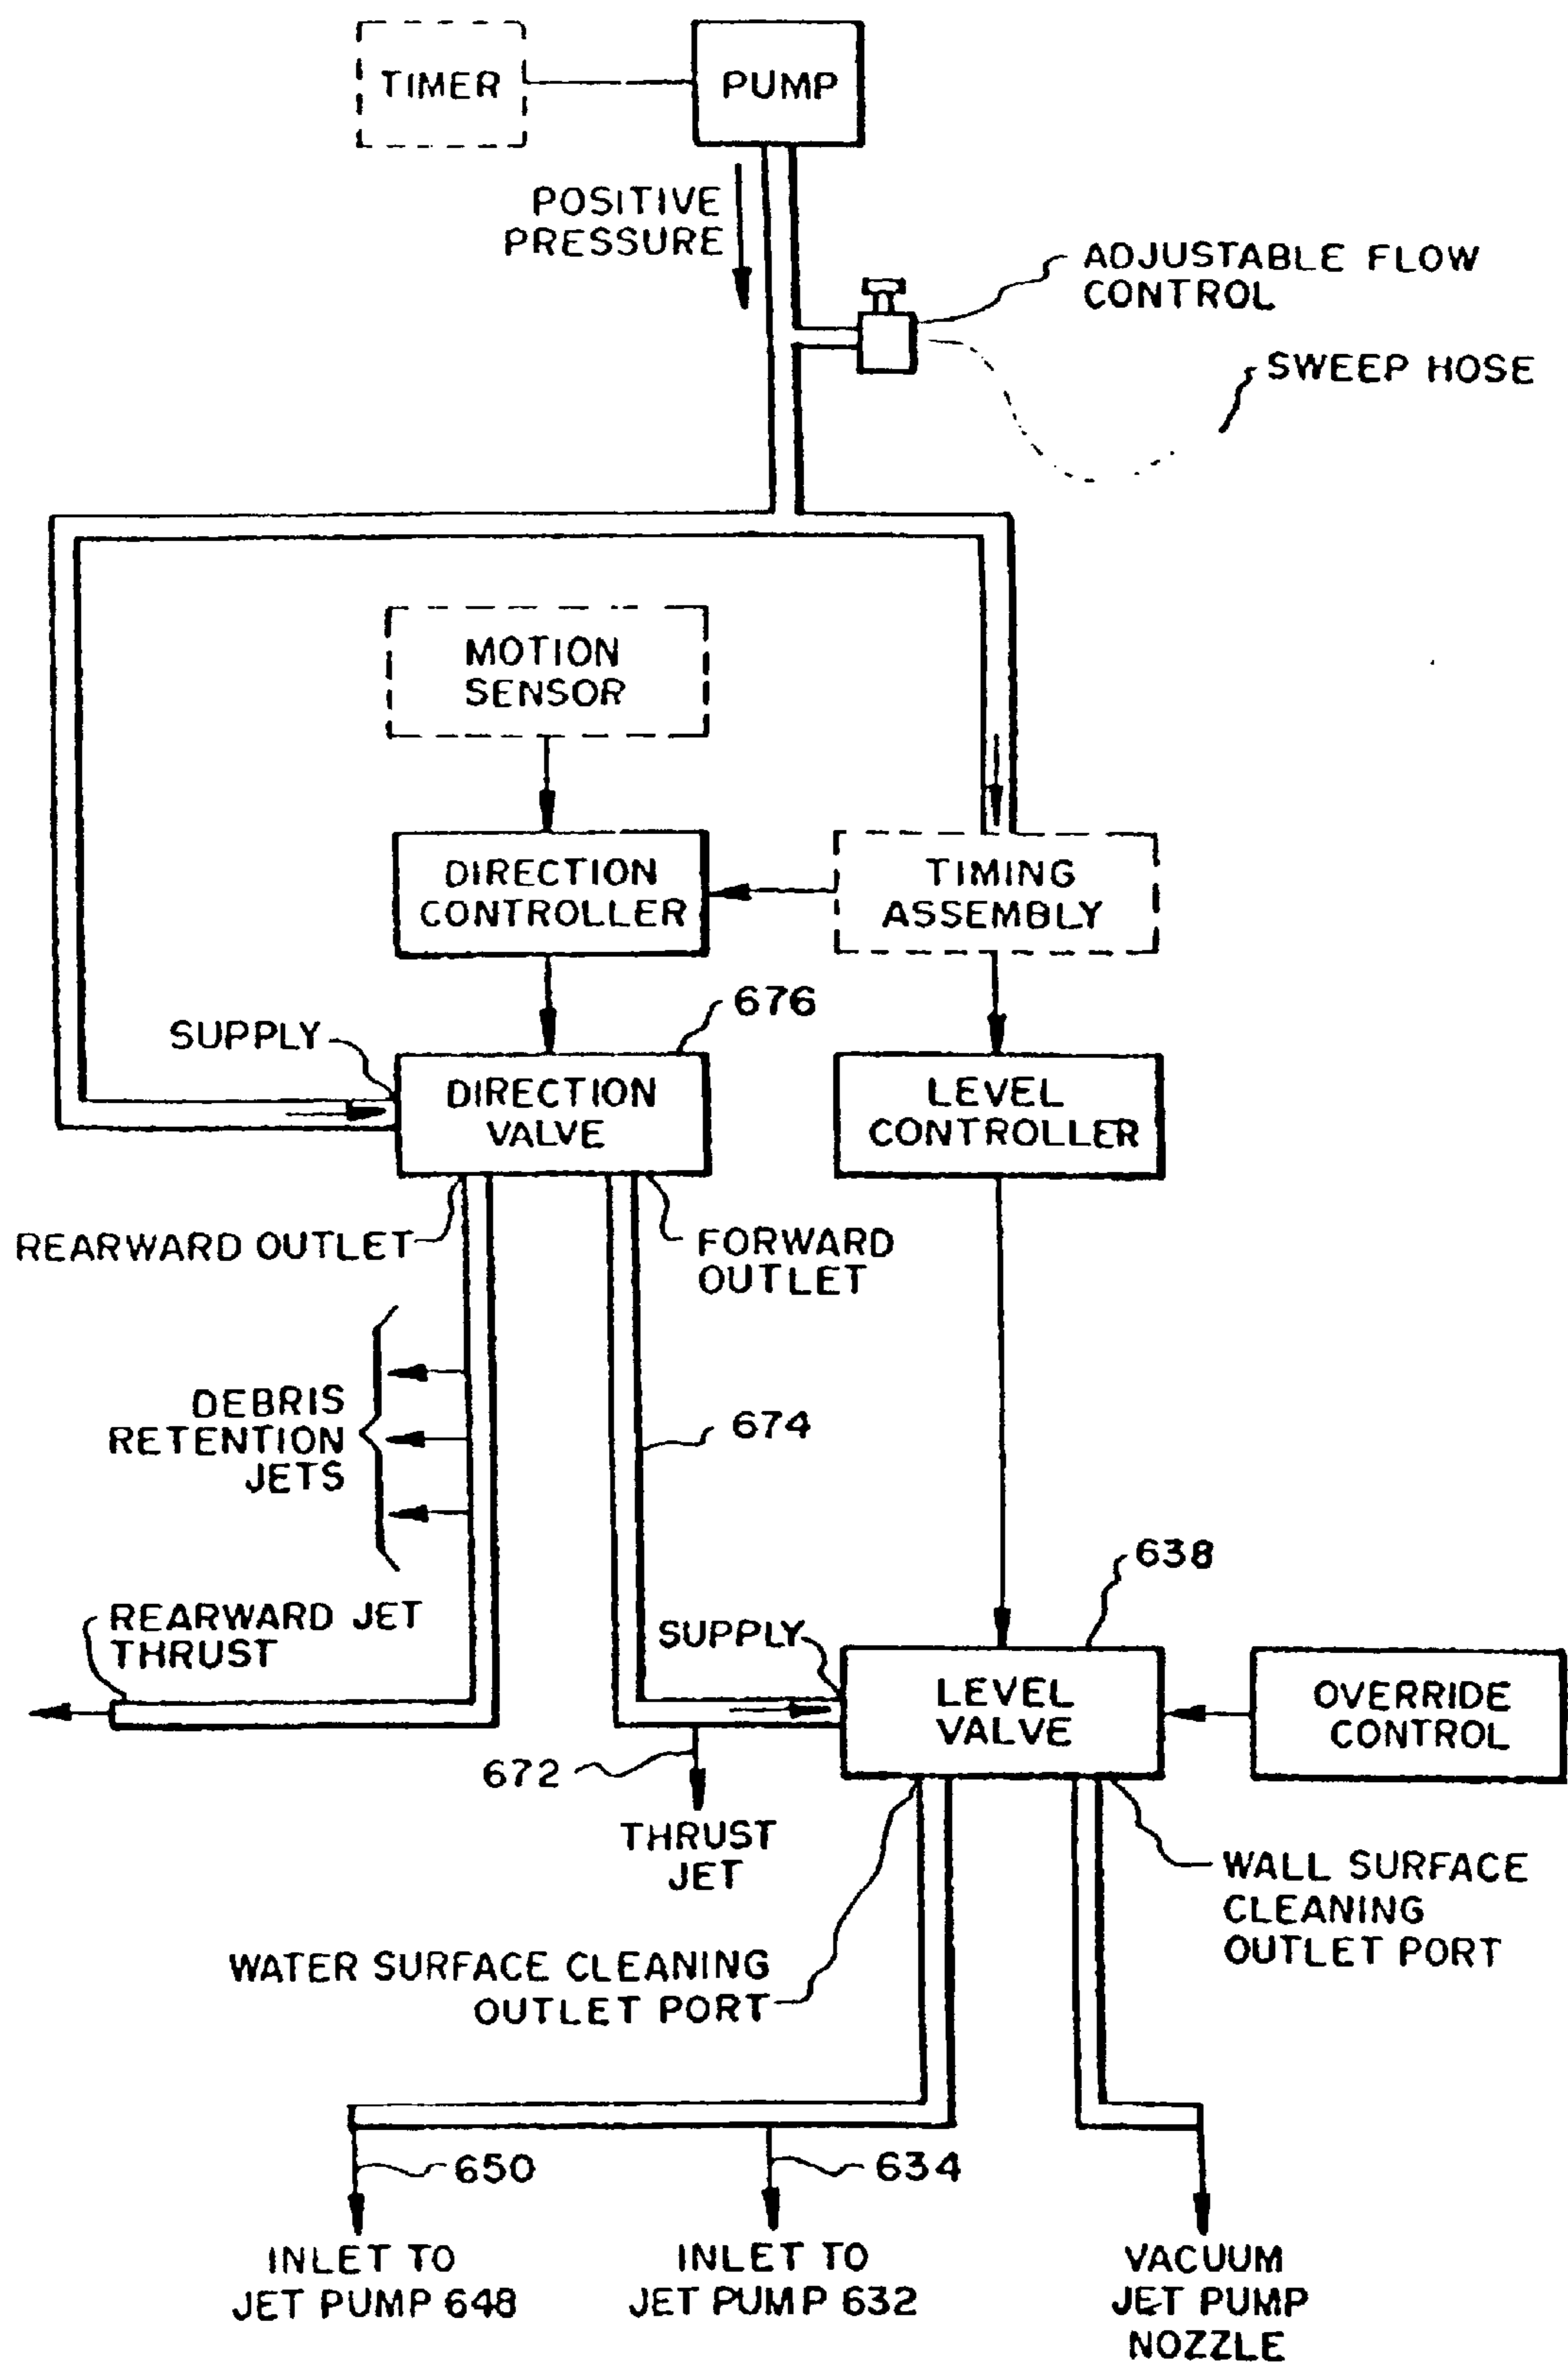 TIMER
PUMP
POSITIVE
PRESSURE
ADJUSTABLE FLOW
CONTROL
SWEEP HOSE
MOTION
SENSOR
DIRECTION
CONTROLLER
TIMING
ASSEMBLY
676
SUPPLY
DIRECTION
VALVE
LEVEL
CONTROLLER
REARWARD OUTLET
FORWARD
OUTLET
DEBRIS
RETENTION
JETS
674
638
REARWARD JET
THRUST
SUPPLY
LEVEL
VALVE
OVERRIDE
CONTROL
672
THRUST
JET
WALL SURFACE
CLEANING
OUTLET PORT
WATER SURFACE CLEANING
OUTLET PORT
650
634
INLET TO
JET PUMP 648
INLET TO
JET PUMP 632
VACUUM
JET PUMP
NOZZLE